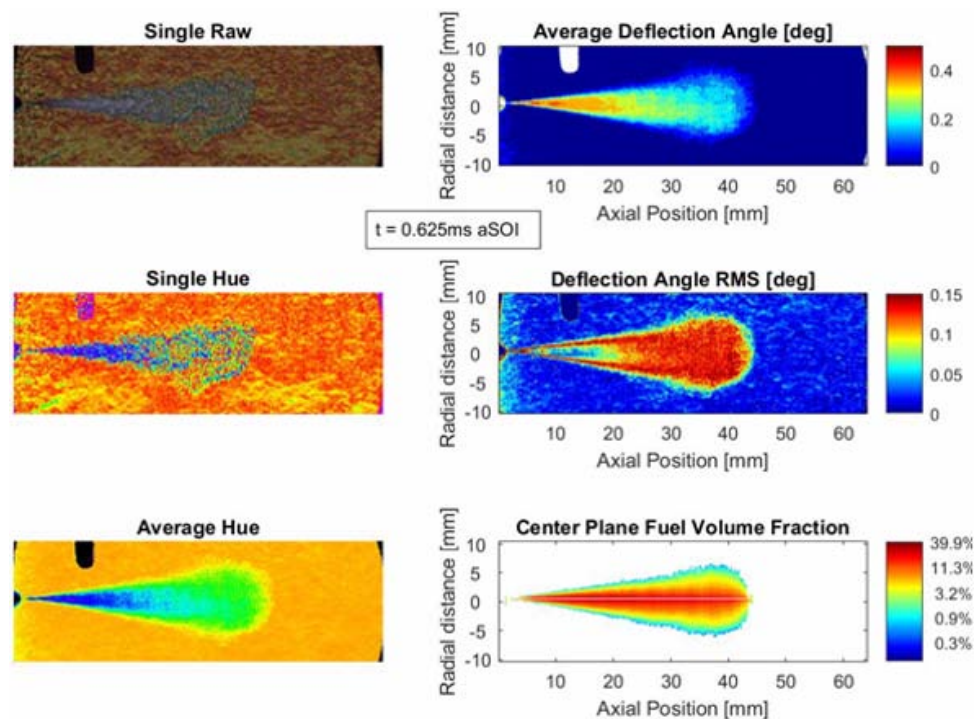 Single Raw
Average Deflection Angle [deg]
Radial distance [mm]
10
5
0
-5
-10
10 20 30 40 50 60
Axial Position [mm]
0.4
0.2
0
t = 0.625ms aSOI
Single Hue
Deflection Angle RMS [deg]
Radial distance [mm]
10
5
0
-5
-10
10 20 30 40 50 60
Axial Position [mm]
0.15
0.1
0.05
0
Average Hue
Center Plane Fuel Volume Fraction
Radial distance [mm]
10
5
0
-5
-10
10 20 30 40 50 60
39.9%
11.3%
3.2%
0.9%
0.3%